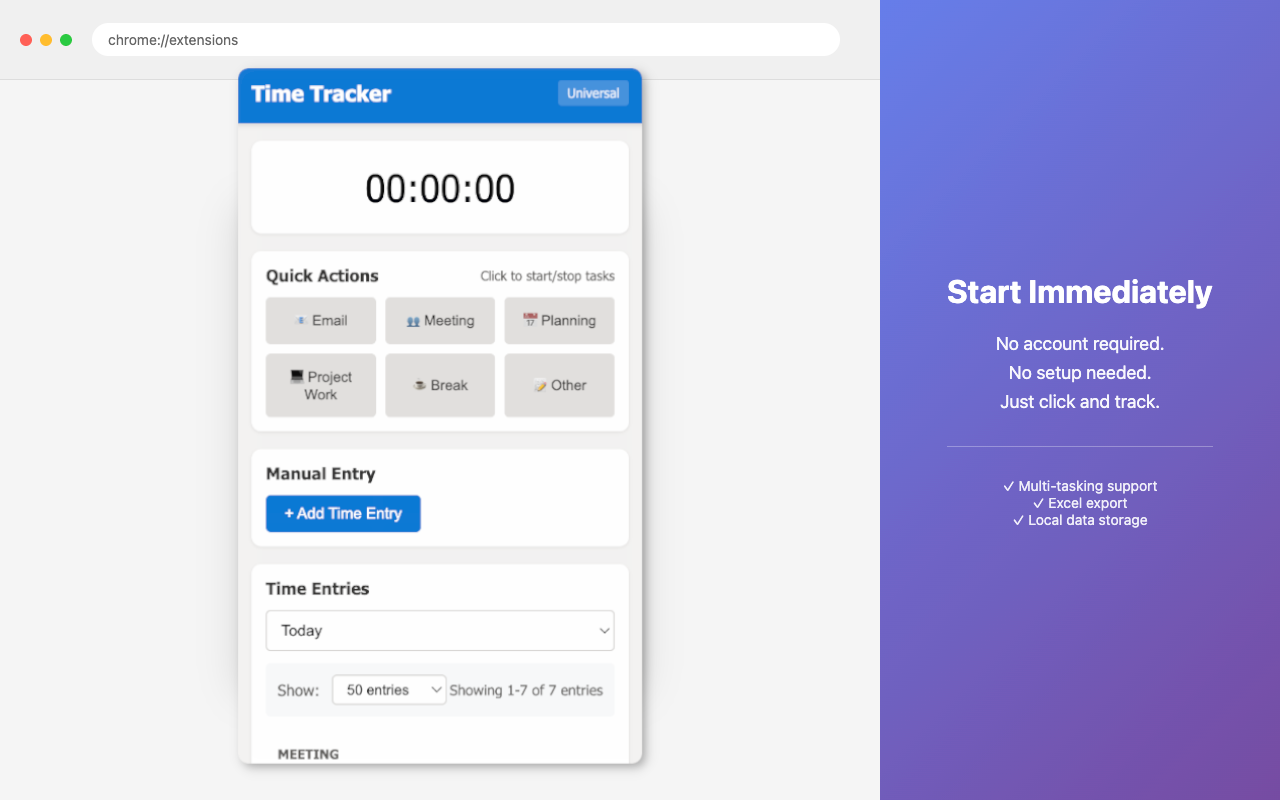 chrome://extensions
Time Tracker
Universal
00:00:00
Quick Actions
Click to start/stop tasks
Email
Meeting
Planning
Project
Work
Break
Other
Manual Entry
+ Add Time Entry
Time Entries
Today
Show:
50 entries
Showing 1-7 of 7 entries
MEETING
Start Immediately
No account required.
No setup needed.
Just click and track.
✓ Multi-tasking support
✓ Excel export
✓ Local data storage